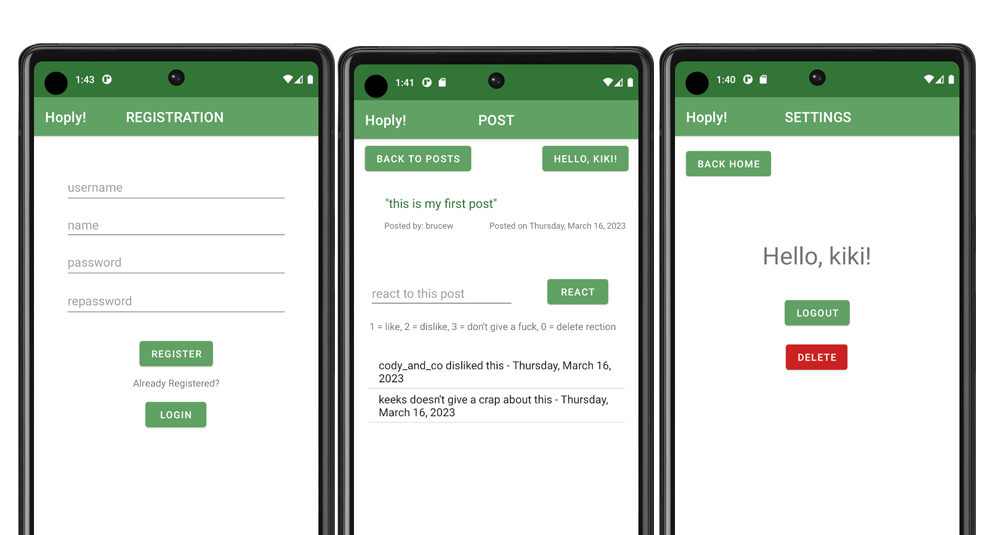 1:43
Hoply! REGISTRATION
username
name
password
repassword
REGISTER
Already Registered?
LOGIN
1:41
Hoply! POST
BACK TO POSTS HELLO, KIKI!
"this is my first post"
Posted by: brucew Posted on Thursday, March 16, 2023
react to this post REACT
1 = like, 2 = dislike, 3 = don't give a fuck, 0 = delete rection
cody_and_co disliked this - Thursday, March 16,
2023
keeks doesn't give a crap about this - Thursday,
March 16, 2023
1:40
Hoply! SETTINGS
BACK HOME
Hello, kiki!
LOGOUT
DELETE